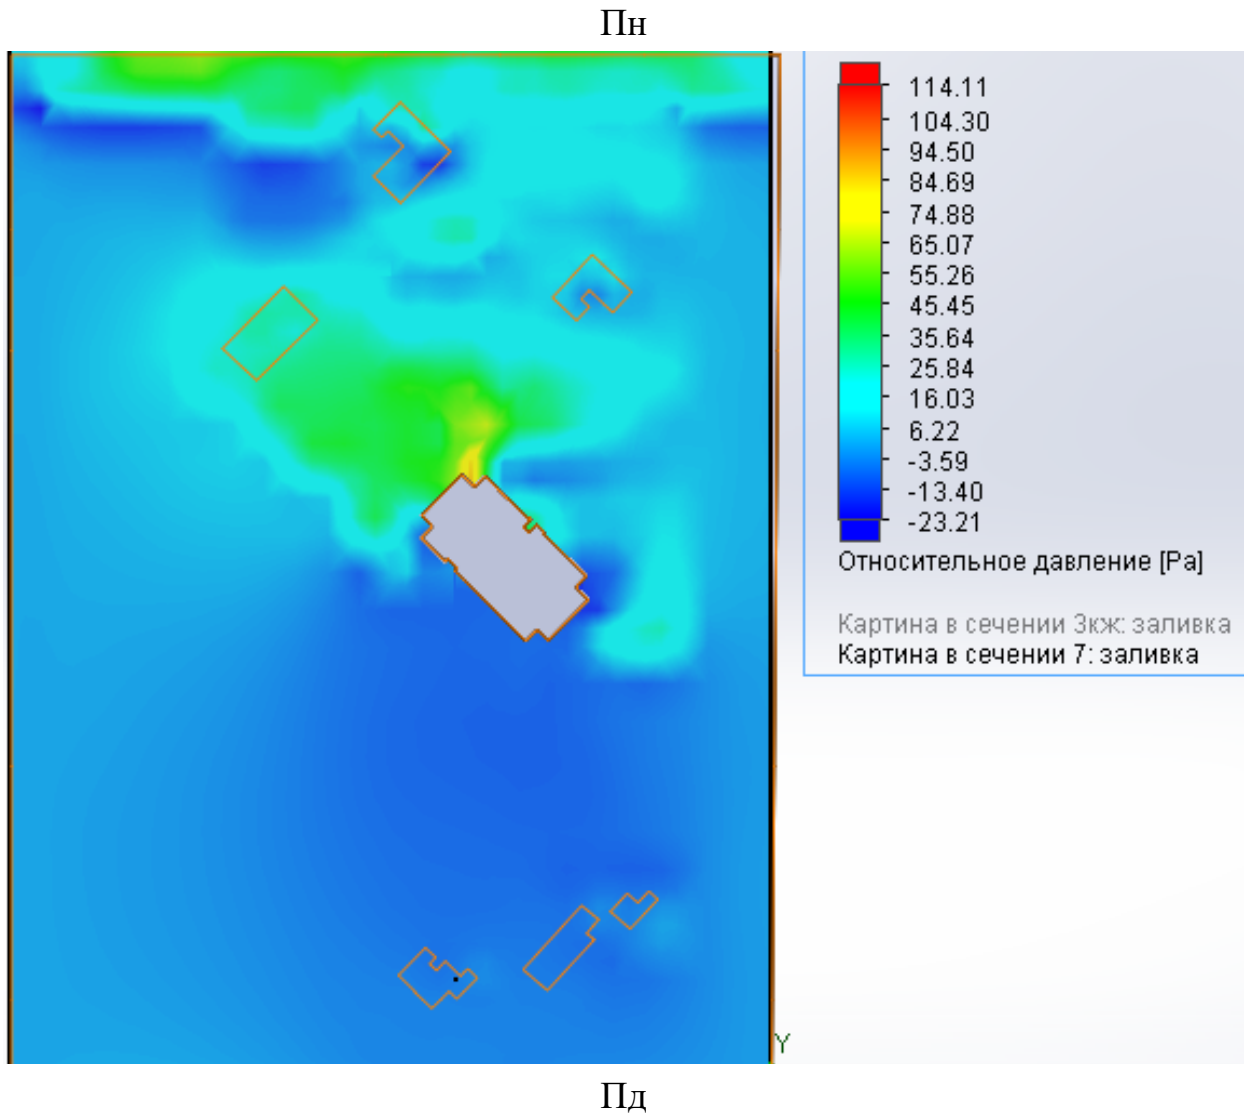 Пн
114.11
104.30
94.50
84.69
74.88
65.07
55.26
45.45
35.64
25.84
16.03
6.22
-3.59
-13.40
-23.21
Относительное давление [Pa]
Картина в сечении 3кж: заливка
Картина в сечении 7: заливка
Y
Пд